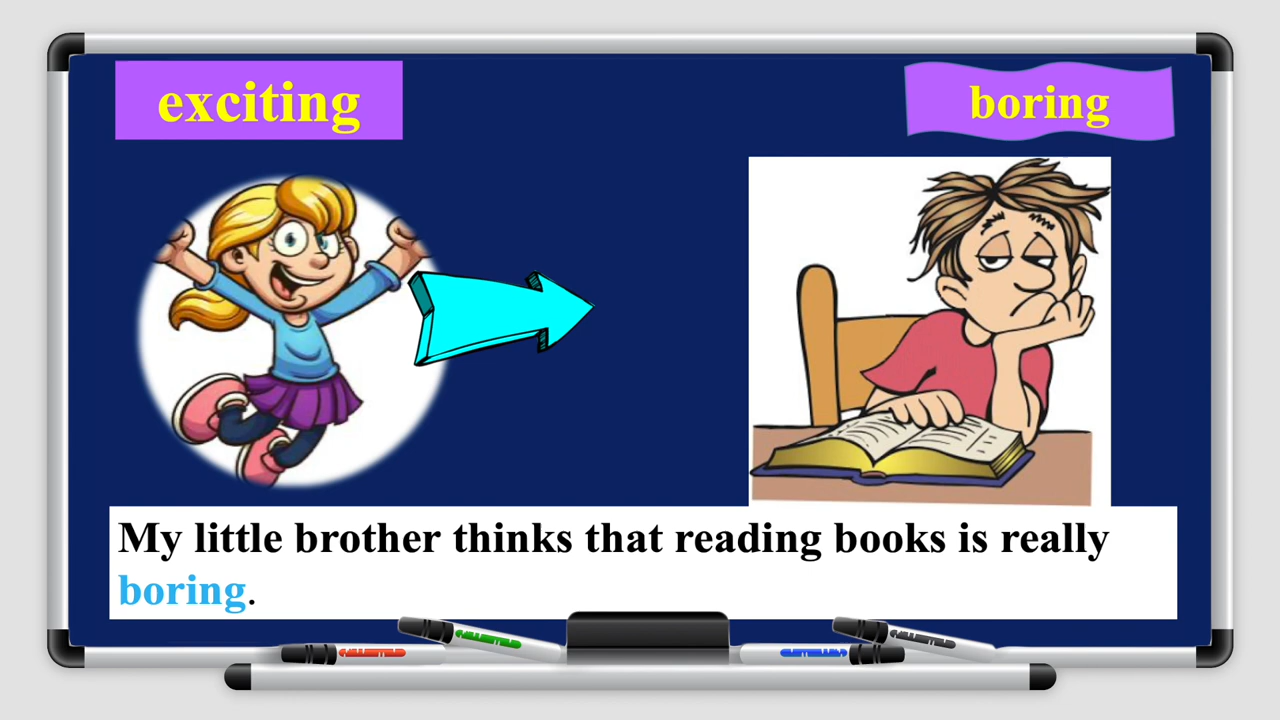 exciting
boring
My little brother thinks that reading books is really
boring.